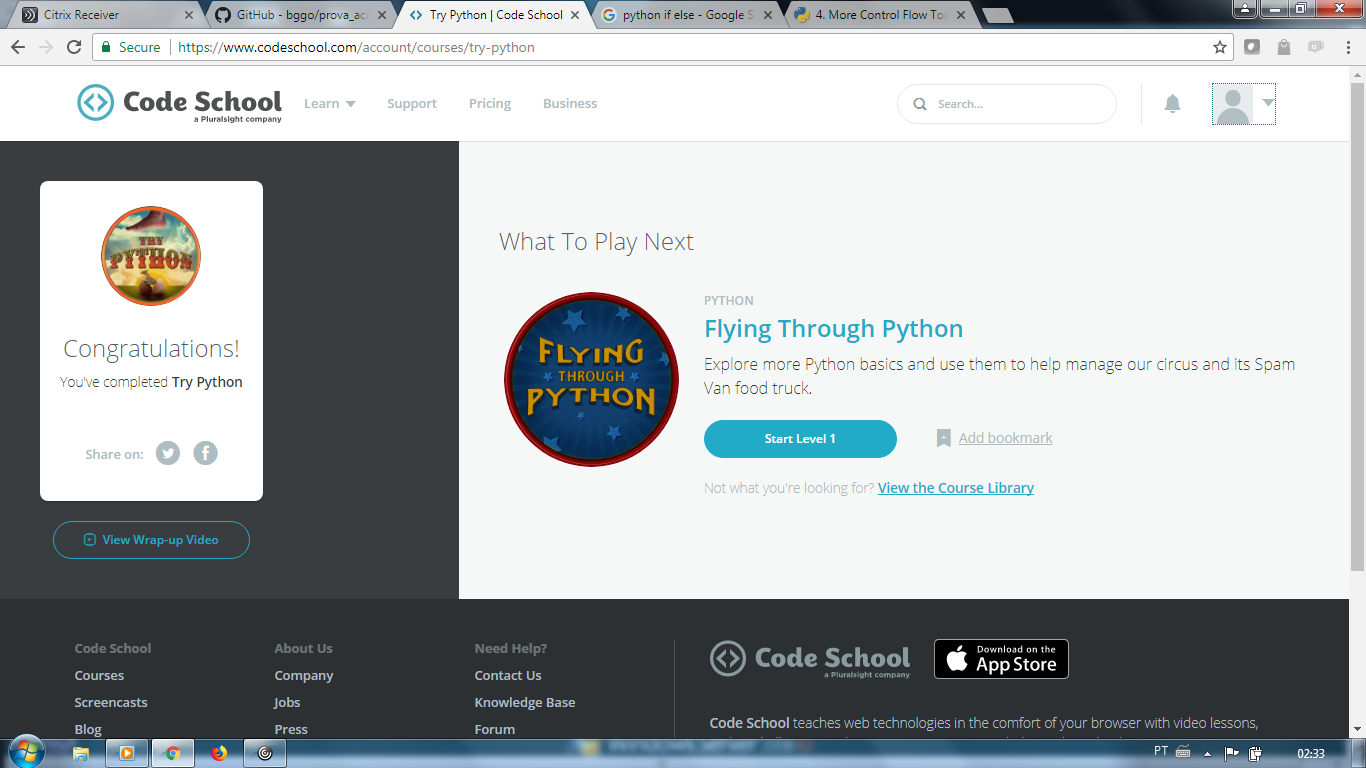 Citrix Receiver
GitHub - bggo/prova_aca
Try Python | Code School
python if else - Google S
4. More Control Flow Too
Secure
https://www.codeschool.com/account/courses/try-python
Code School
a Pluralsight company
Learn
Support
Pricing
Business
Search...
TRY
PYTHON
Congratulations!
You've completed Try Python
Share on:
View Wrap-up Video
What To Play Next
FLYING
THROUGH
PYTHON
PYTHON
Flying Through Python
Explore more Python basics and use them to help manage our circus and its Spam
Van food truck.
Start Level 1
Add bookmark
Not what you're looking for? View the Course Library
Code School
Courses
Screencasts
Blog
About Us
Company
Jobs
Press
Need Help?
Contact Us
Knowledge Base
Forum
Code School
a Pluralsight company
Download on the
App Store
Code School teaches web technologies in the comfort of your browser with video lessons,
PT
02:33